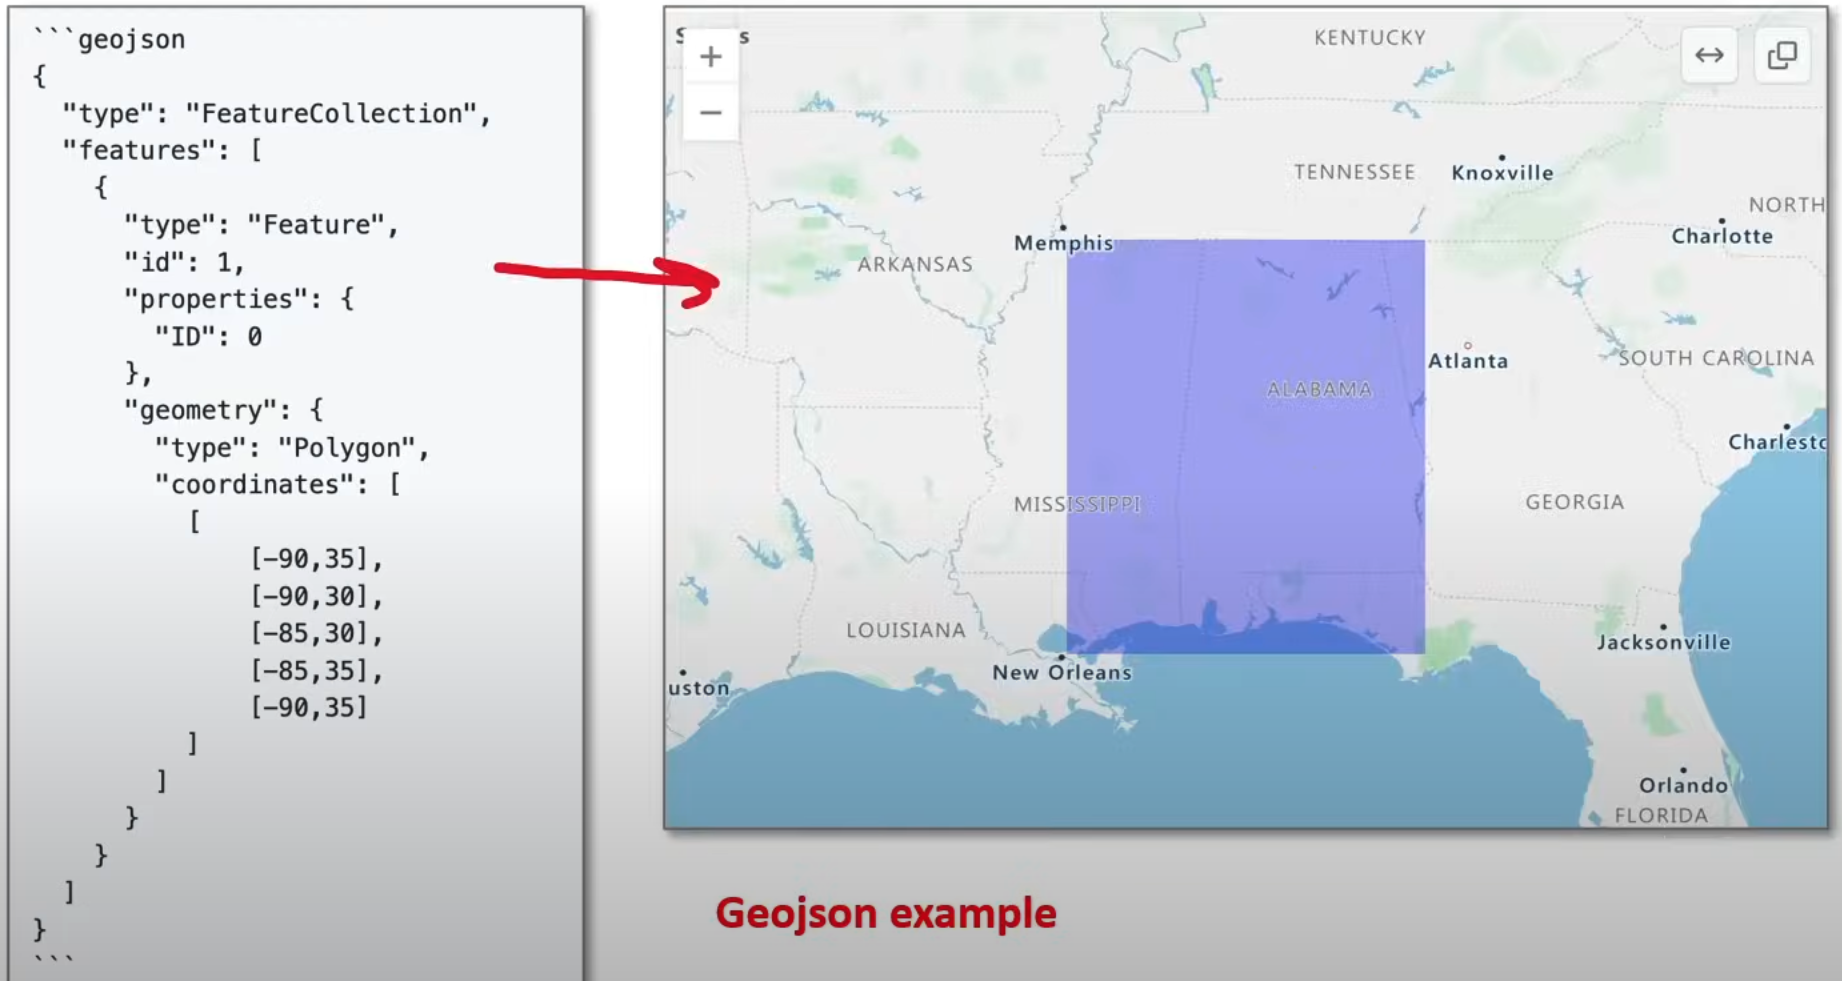 ```geojson
{
"type": "FeatureCollection",
"features": [
{
"type": "Feature",
"id": 1,
"properties": {
"ID": 0
},
"geometry": {
"type": "Polygon",
"coordinates": [
[
[-90,35],
[-90,30],
[-85,30],
[-85,35],
[-90,35]
]
]
}
}
]
}
```
+
−
KENTUCKY
TENNESSEE
Knoxville
NORTH
Charlotte
Memphis
ARKANSAS
SOUTH CAROLINA
Atlanta
ALABAMA
Charlest
MISSISSIPPI
GEORGIA
LOUISIANA
Jacksonville
New Orleans
uston
Orlando
FLORIDA
Geojson example